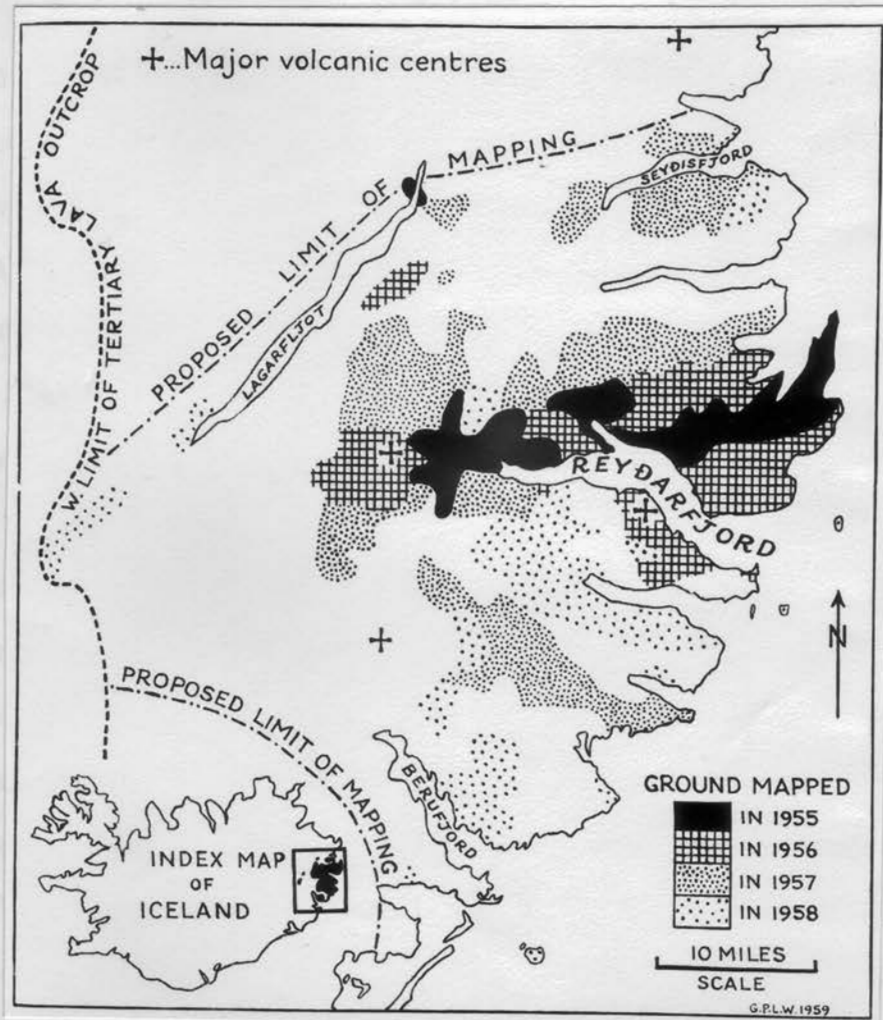 ✢...Major volcanic centres
W. LIMIT OF TERTIARY LAVA OUTCROP
PROPOSED LIMIT OF MAPPING
SEYDISFJORD
LAGARFLJOT
REYÐARFJORD
N
PROPOSED LIMIT OF MAPPING
BERUFJORD
INDEX MAP
OF
ICELAND
GROUND MAPPED
IN 1955
IN 1956
IN 1957
IN 1958
10 MILES
SCALE
G.P.L.W. 1959